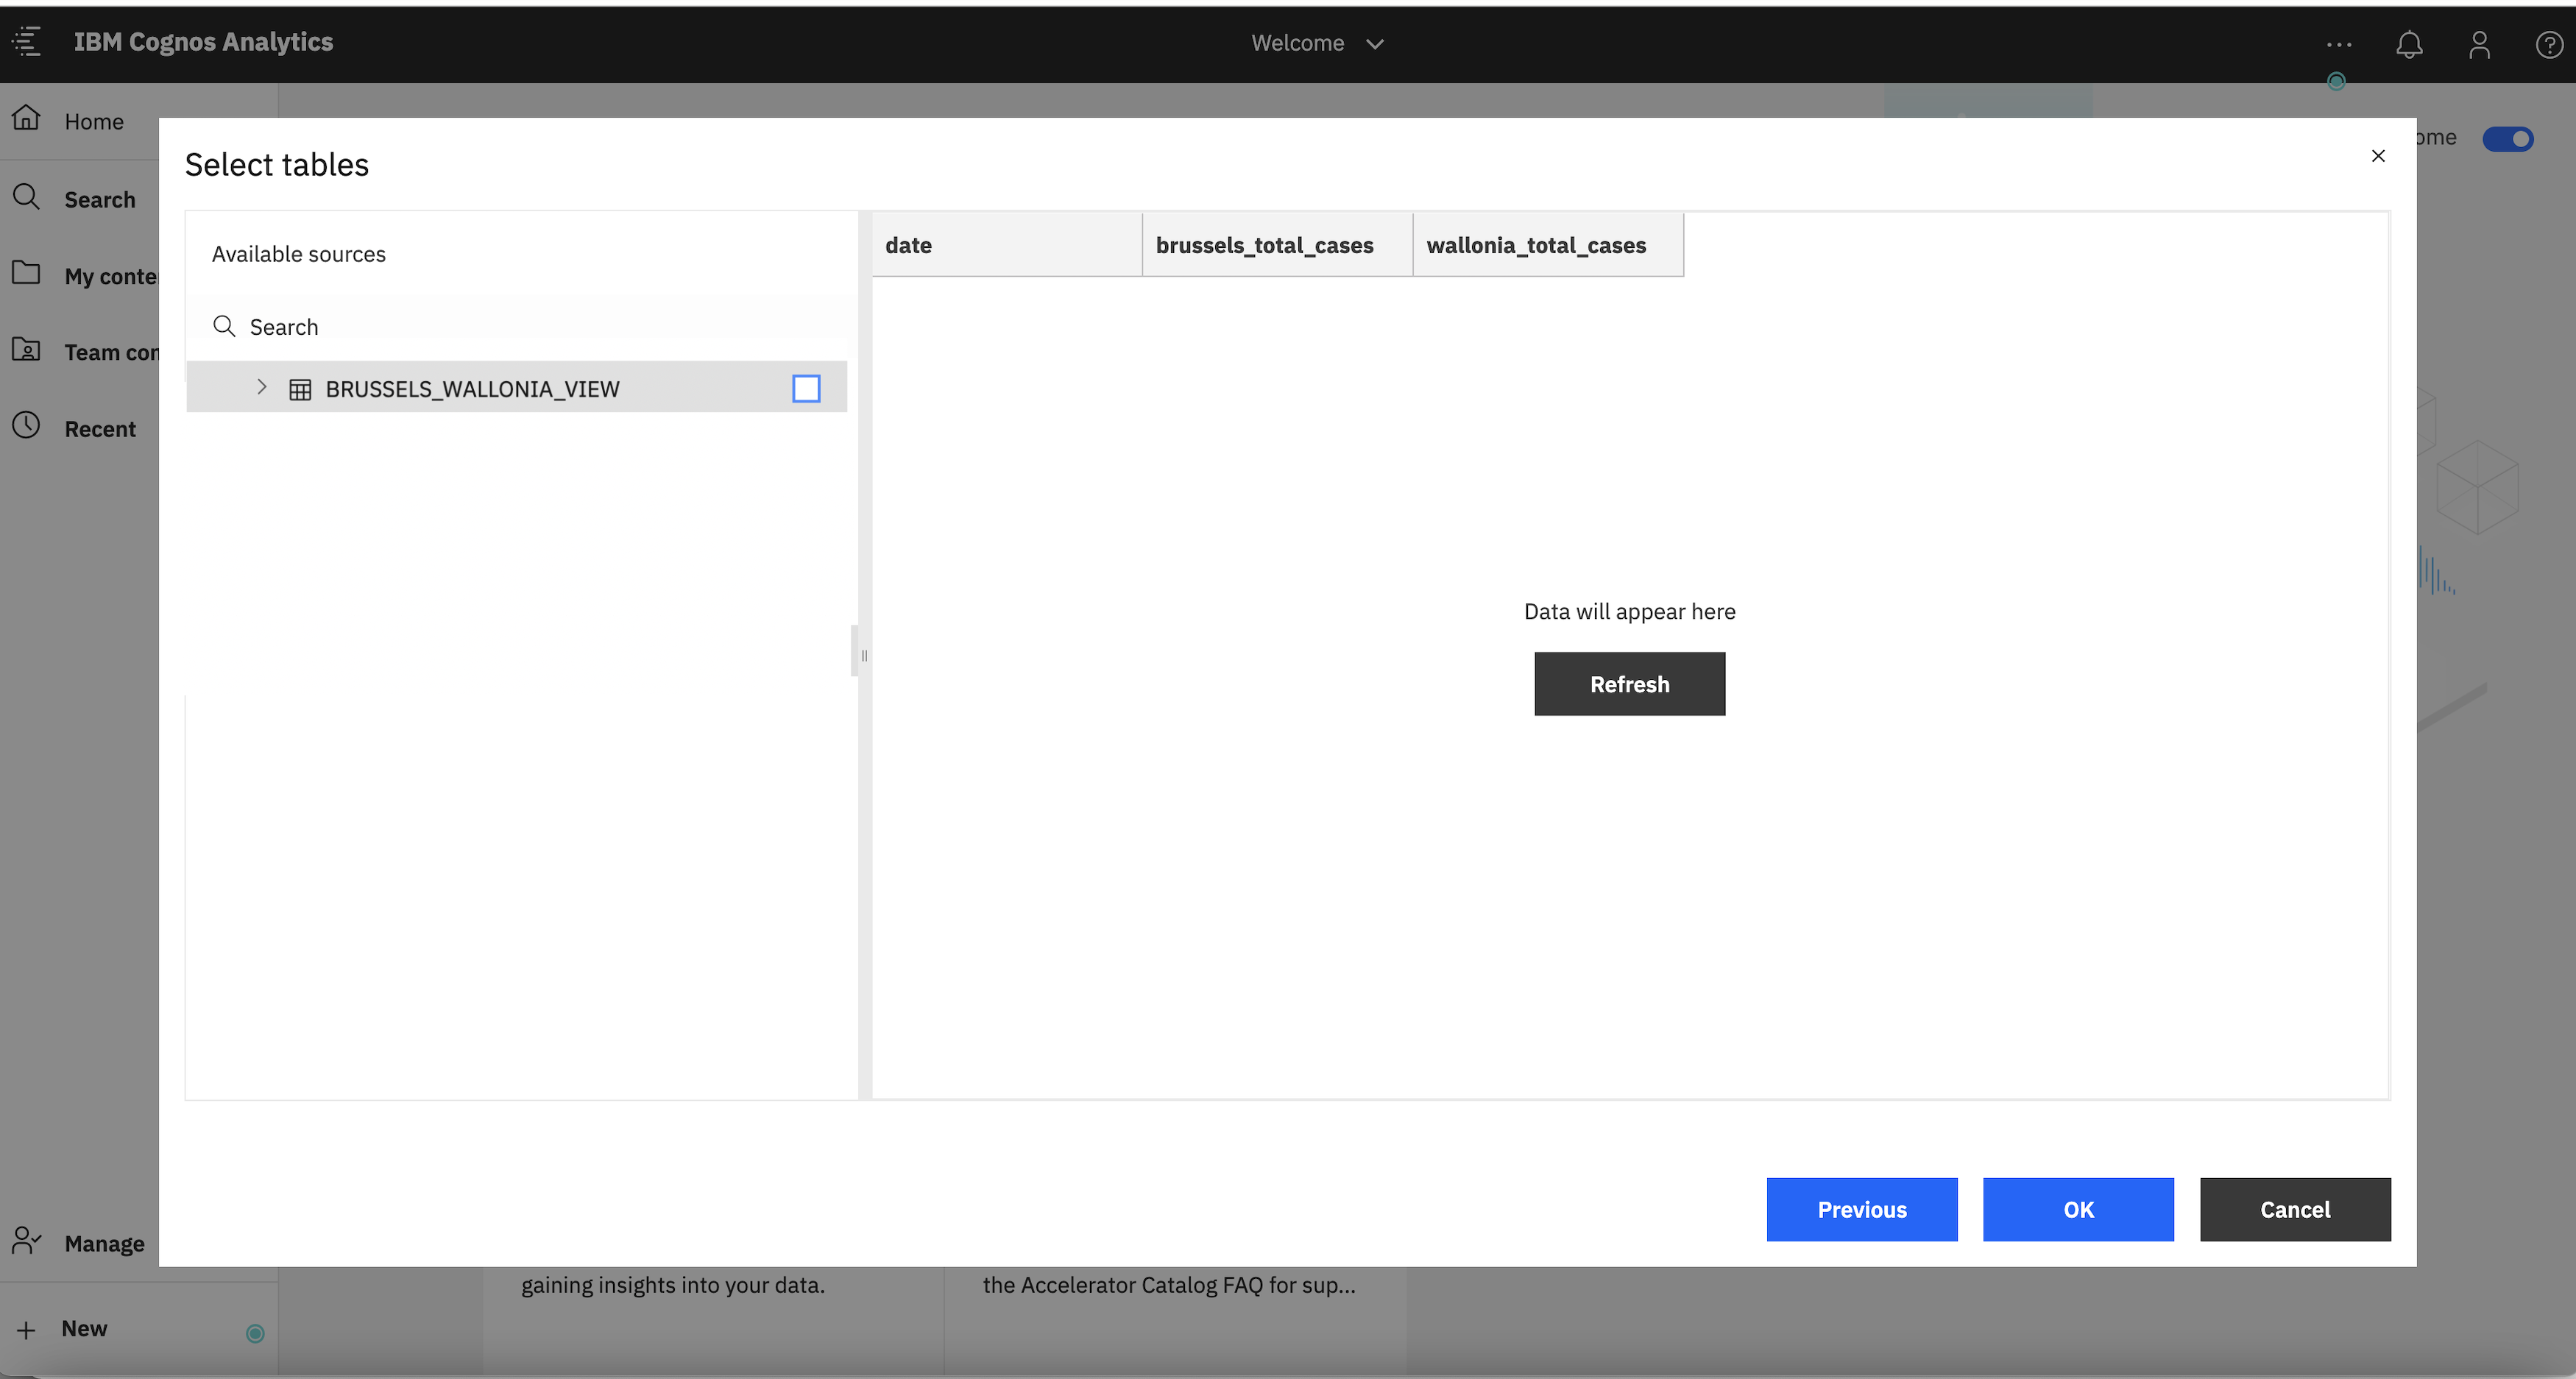 IBM Cognos Analytics
Welcome
Home
ome
Search
My conte
Team con
Recent
Select tables
Available sources
Search
BRUSSELS_WALLONIA_VIEW
date brussels_total_cases wallonia_total_cases
Data will appear here
Refresh
Previous OK Cancel
Manage
New
gaining insights into your data.
the Accelerator Catalog FAQ for sup...